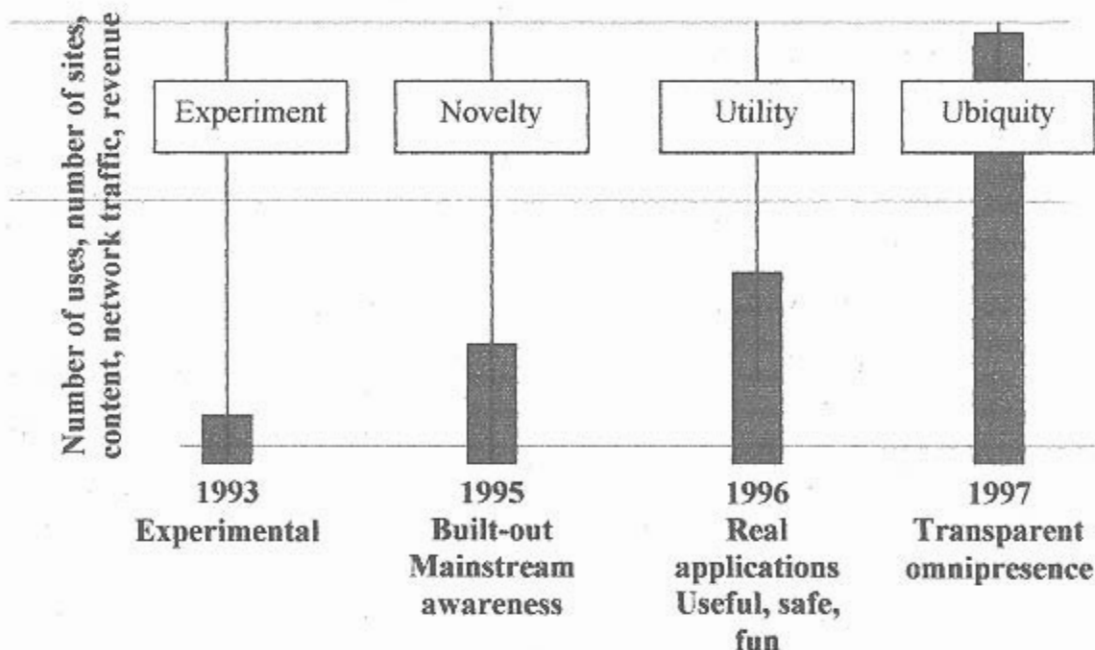 Number of uses, number of sites,
content, network traffic, revenue
Experiment
Novelty
Utility
Ubiquity
1993
Experimental
1995
Built-out
Mainstream
awareness
1996
Real
applications
Useful, safe,
fun
1997
Transparent
omnipresence